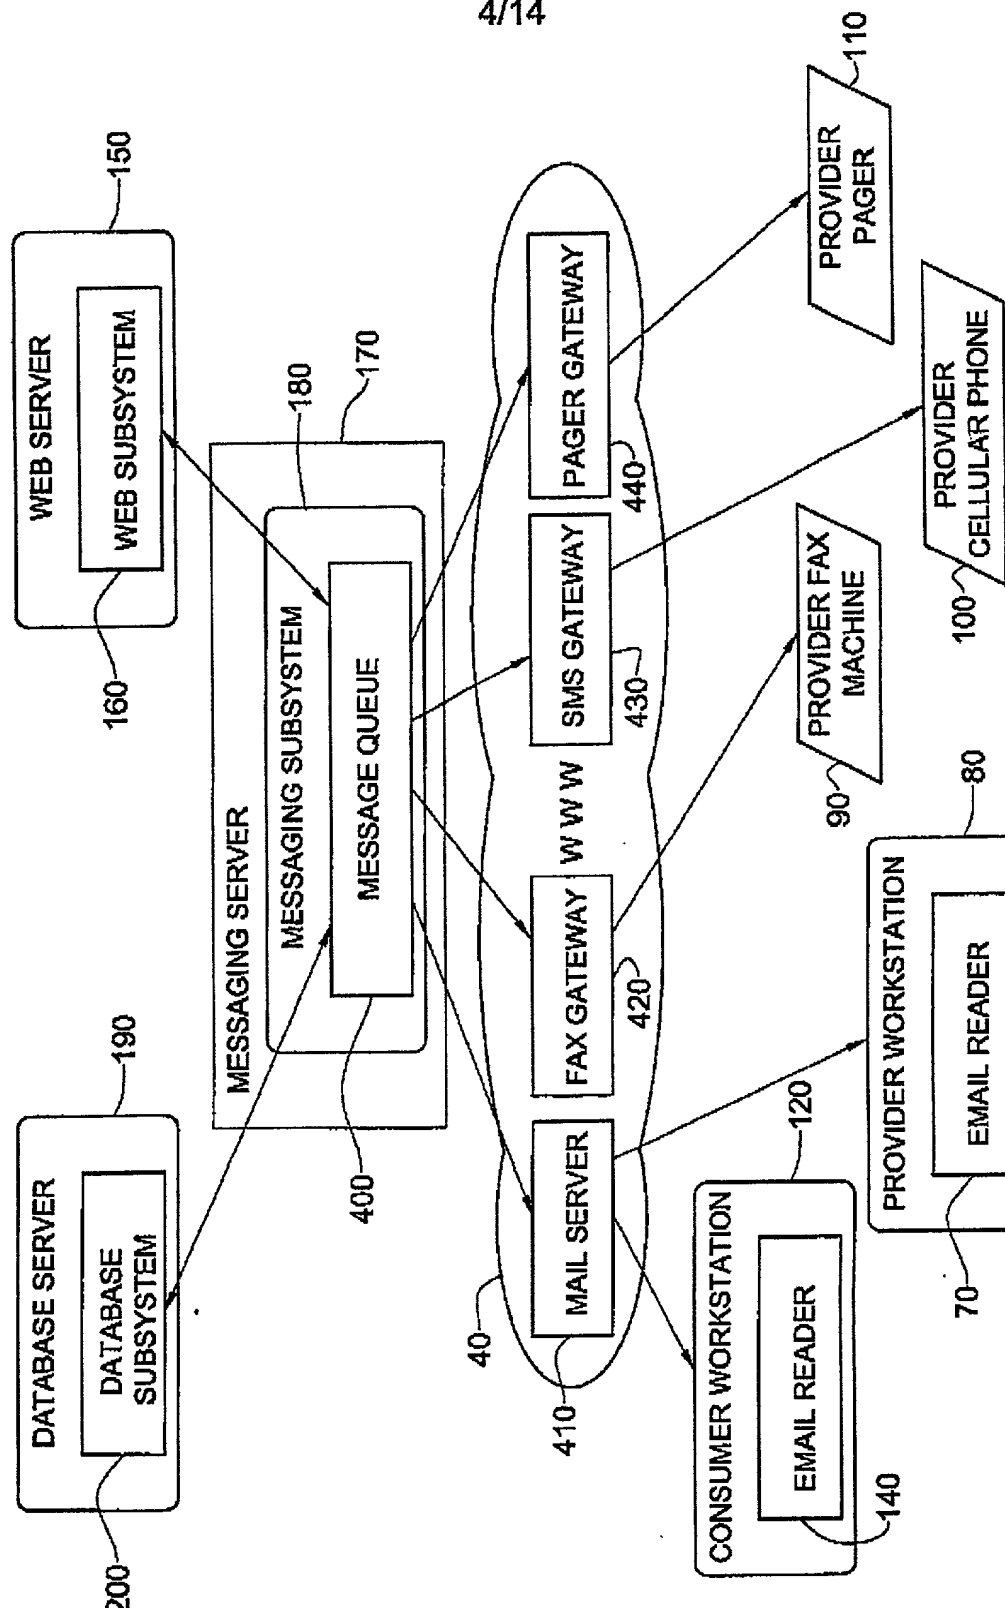 4/14
DATABASE SERVER
190
DATABASE
SUBSYSTEM
200
WEB SERVER
150
WEB SUBSYSTEM
160
MESSAGING SERVER
170
MESSAGING SUBSYSTEM
180
MESSAGE QUEUE
400
40
MAIL SERVER
410
FAX GATEWAY
420
W W W
SMS GATEWAY
430
PAGER GATEWAY
440
CONSUMER WORKSTATION
120
EMAIL READER
140
PROVIDER WORKSTATION
80
EMAIL READER
70
PROVIDER FAX
MACHINE
90
PROVIDER
CELLULAR PHONE
100
PROVIDER
PAGER
110